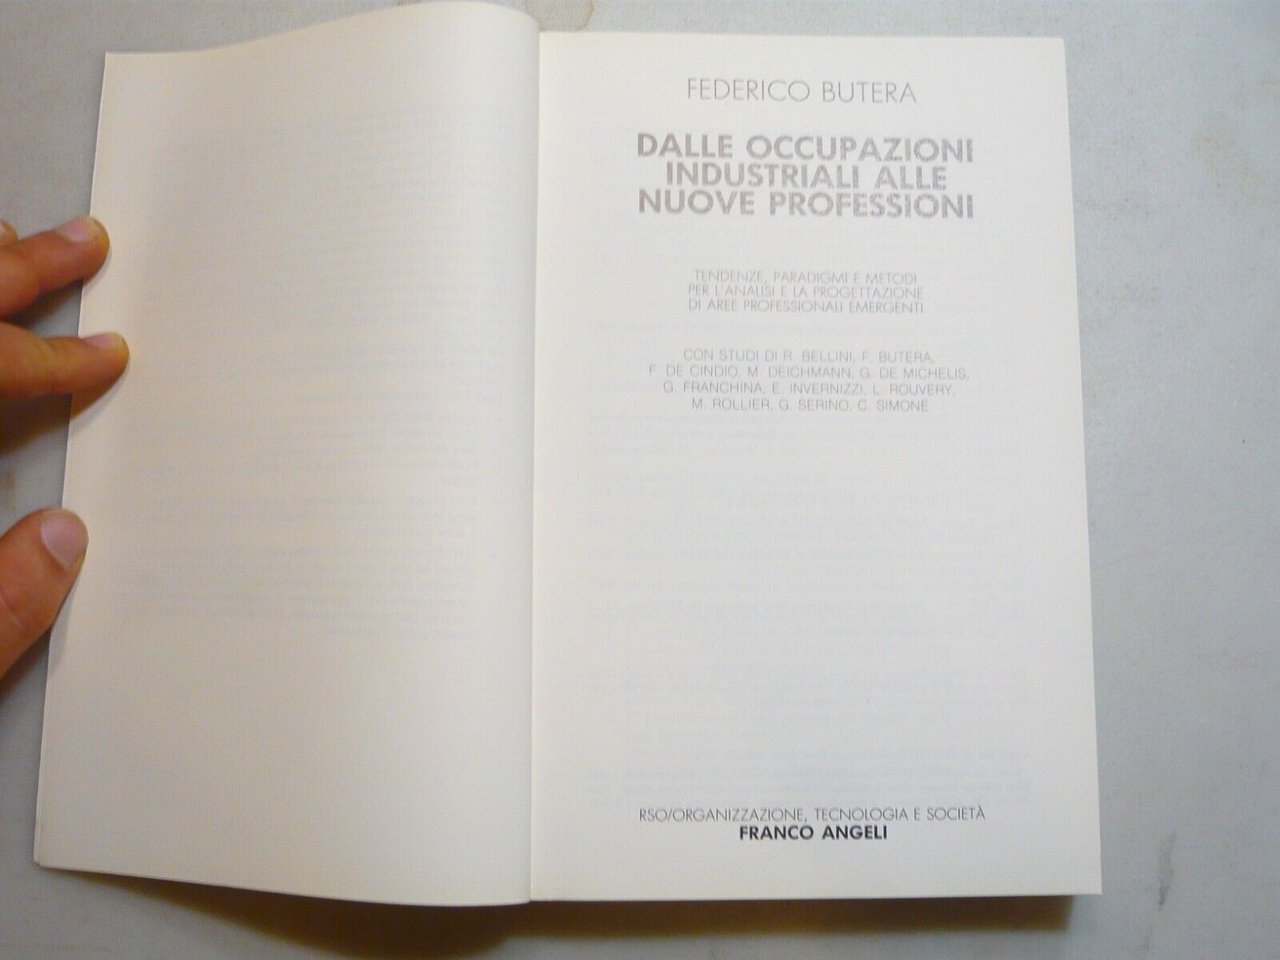 FEDERICO BUTERA
DALLE OCCUPAZIONI
INDUSTRIALI ALLE
NUOVE PROFESSIONI
TENDENZE, PARADIGMI E METODI
PER L'ANALISI E LA PROGETTAZIONE
DI AREE PROFESSIONALI EMERGENTI
CON STUDI DI R. BELLINI, F. BUTERA,
F. DE CINDIO, M. DEICHMANN, G. DE MICHELIS,
G. FRANCHINA, E. INVERNIZZI, L. ROUVERY,
M. ROLLIER, G. SERINO, C. SIMONE
RSO/ORGANIZZAZIONE, TECNOLOGIA E SOCIETÀ
FRANCO ANGELI